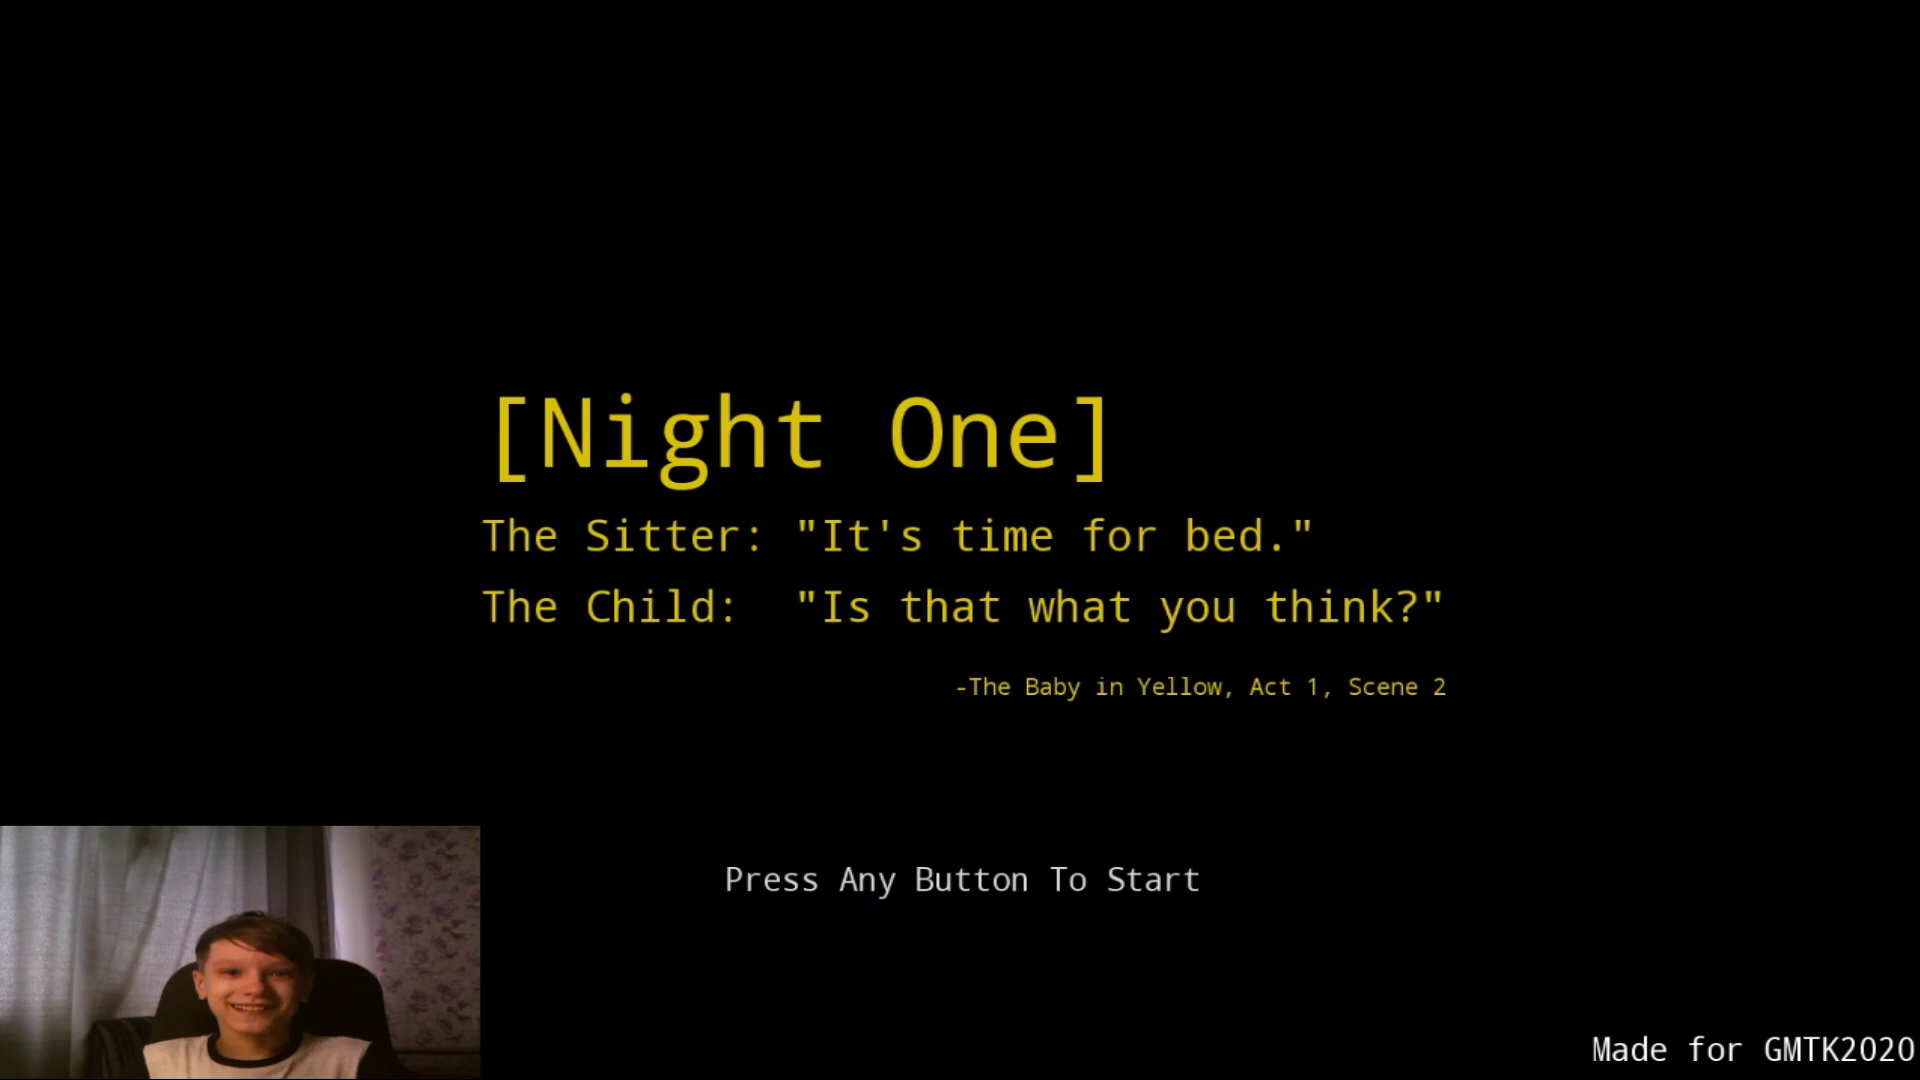 [Night One]
The Sitter: "It's time for bed."
The Child: "Is that what you think?"
-The Baby in Yellow, Act 1, Scene 2
Press Any Button To Start
Made for GMTK2020